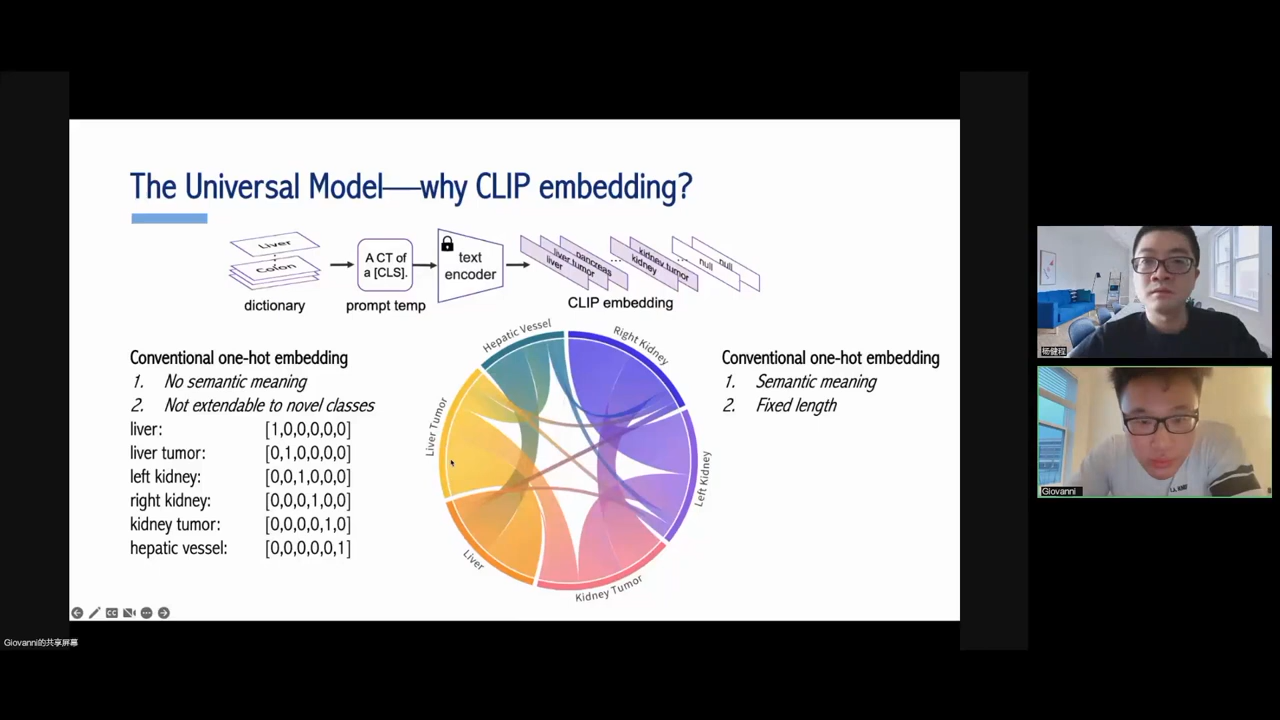 The Universal Model——why CLIP embedding?
Liver
Colon
dictionary
A CT of
a [CLS].
prompt temp
text
encoder
liver
liver tumor
pancreas
...
kidney
kidney tumor
...
null
null
CLIP embedding
Conventional one-hot embedding
1. No semantic meaning
2. Not extendable to novel classes
liver: [1,0,0,0,0,0]
liver tumor: [0,1,0,0,0,0]
left kidney: [0,0,1,0,0,0]
right kidney: [0,0,0,1,0,0]
kidney tumor: [0,0,0,0,1,0]
hepatic vessel: [0,0,0,0,0,1]
Hepatic Vessel
Right Kidney
Liver Tumor
Left Kidney
Liver
Kidney Tumor
Conventional one-hot embedding
1. Semantic meaning
2. Fixed length
杨健程
Giovanni
Giovanni的共享屏幕